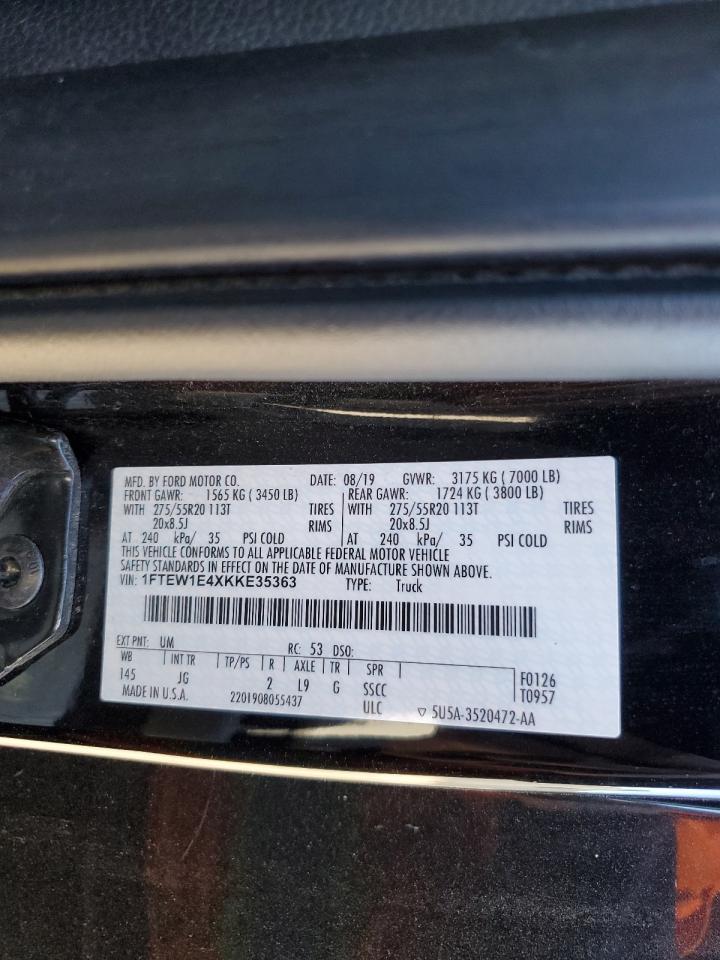 MFD. BY FORD MOTOR CO. DATE: 08/19 GVWR: 3175 KG ( 7000 LB)
FRONT GAWR: 1565 KG ( 3450 LB) REAR GAWR: 1724 KG ( 3800 LB)
WITH 275/55R20 113T TIRES WITH 275/55R20 113T TIRES
20x8.5J RIMS 20x8.5J RIMS
AT 240 kPa/ 35 PSI COLD AT 240 kPa/ 35 PSI COLD
THIS VEHICLE CONFORMS TO ALL APPLICABLE FEDERAL MOTOR VEHICLE
SAFETY STANDARDS IN EFFECT ON THE DATE OF MANUFACTURE SHOWN ABOVE.
VIN: 1FTEW1E4XKKE35363 TYPE: Truck
EXT PNT: UM RC: 53 DSO:
WB INT TR TP/PS R AXLE TR SPR F0126
145 JG 2 L9 G SSCC T0957
MADE IN U.S.A. 2201908055437 ULC ▽ 5U5A-3520472-AA